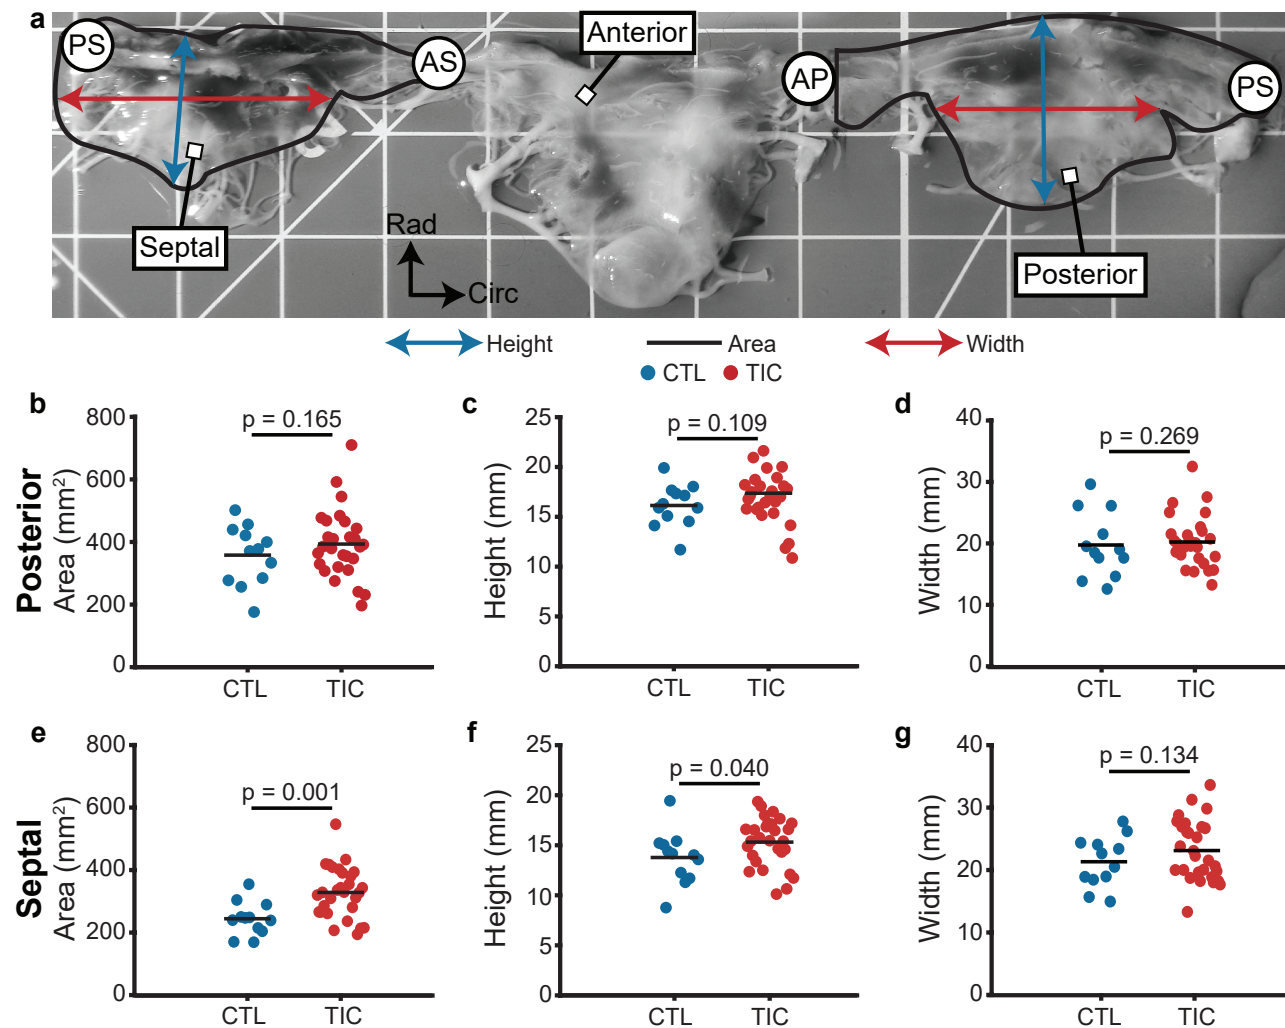 a
PS
AS
Anterior
AP
PS
Septal
Rad
Circ
Posterior
Height
Area
Width
CTL
TIC
Posterior
b
p = 0.165
Area (mm²)
800
600
400
200
0
CTL
TIC
c
p = 0.109
Height (mm)
25
20
15
10
5
0
CTL
TIC
d
p = 0.269
Width (mm)
40
30
20
10
0
CTL
TIC
Septal
e
p = 0.001
Area (mm²)
800
600
400
200
0
CTL
TIC
f
p = 0.040
Height (mm)
25
20
15
10
5
0
CTL
TIC
g
p = 0.134
Width (mm)
40
30
20
10
0
CTL
TIC